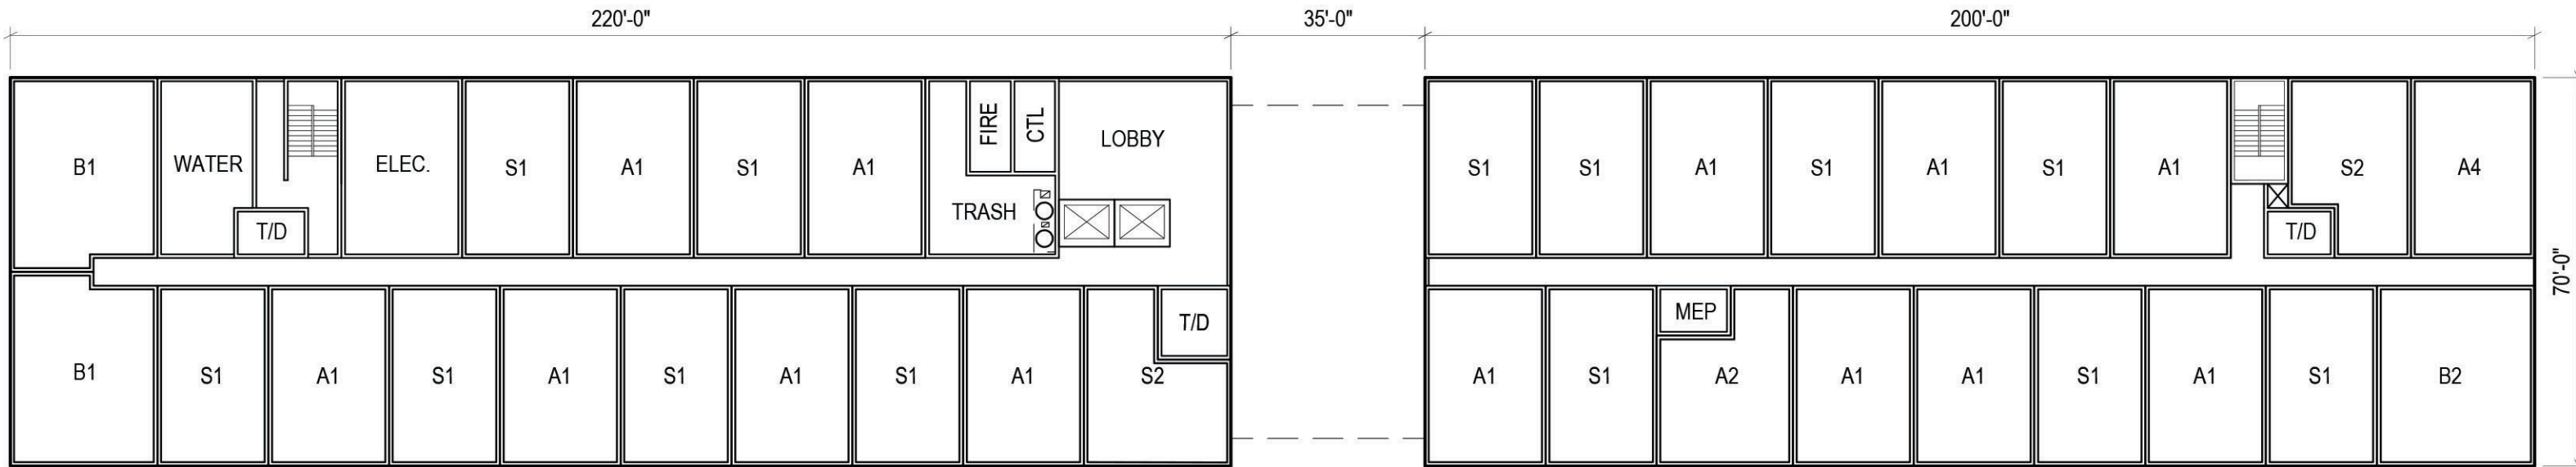 220'-0"
35'-0"
200'-0"
B1
WATER
T/D
ELEC.
S1
A1
S1
A1
FIRE
CTL
TRASH
LOBBY
S1
S1
A1
S1
A1
S1
A1
S2
T/D
A4
70'-0"
B1
S1
A1
S1
A1
S1
A1
S1
A1
S2
T/D
A1
S1
MEP
A2
A1
A1
S1
A1
S1
B2